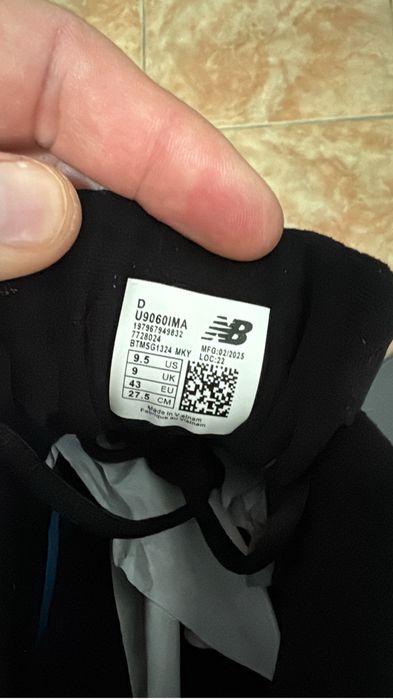 D
U9060IMA
197967949832
7728024
BTMSG1324 MKY
NB
MFG:02/2025
LOC:22
9.5 US
9 UK
43 EU
27.5 CM
Made in Vietnam
Fabriqué au Vietnam